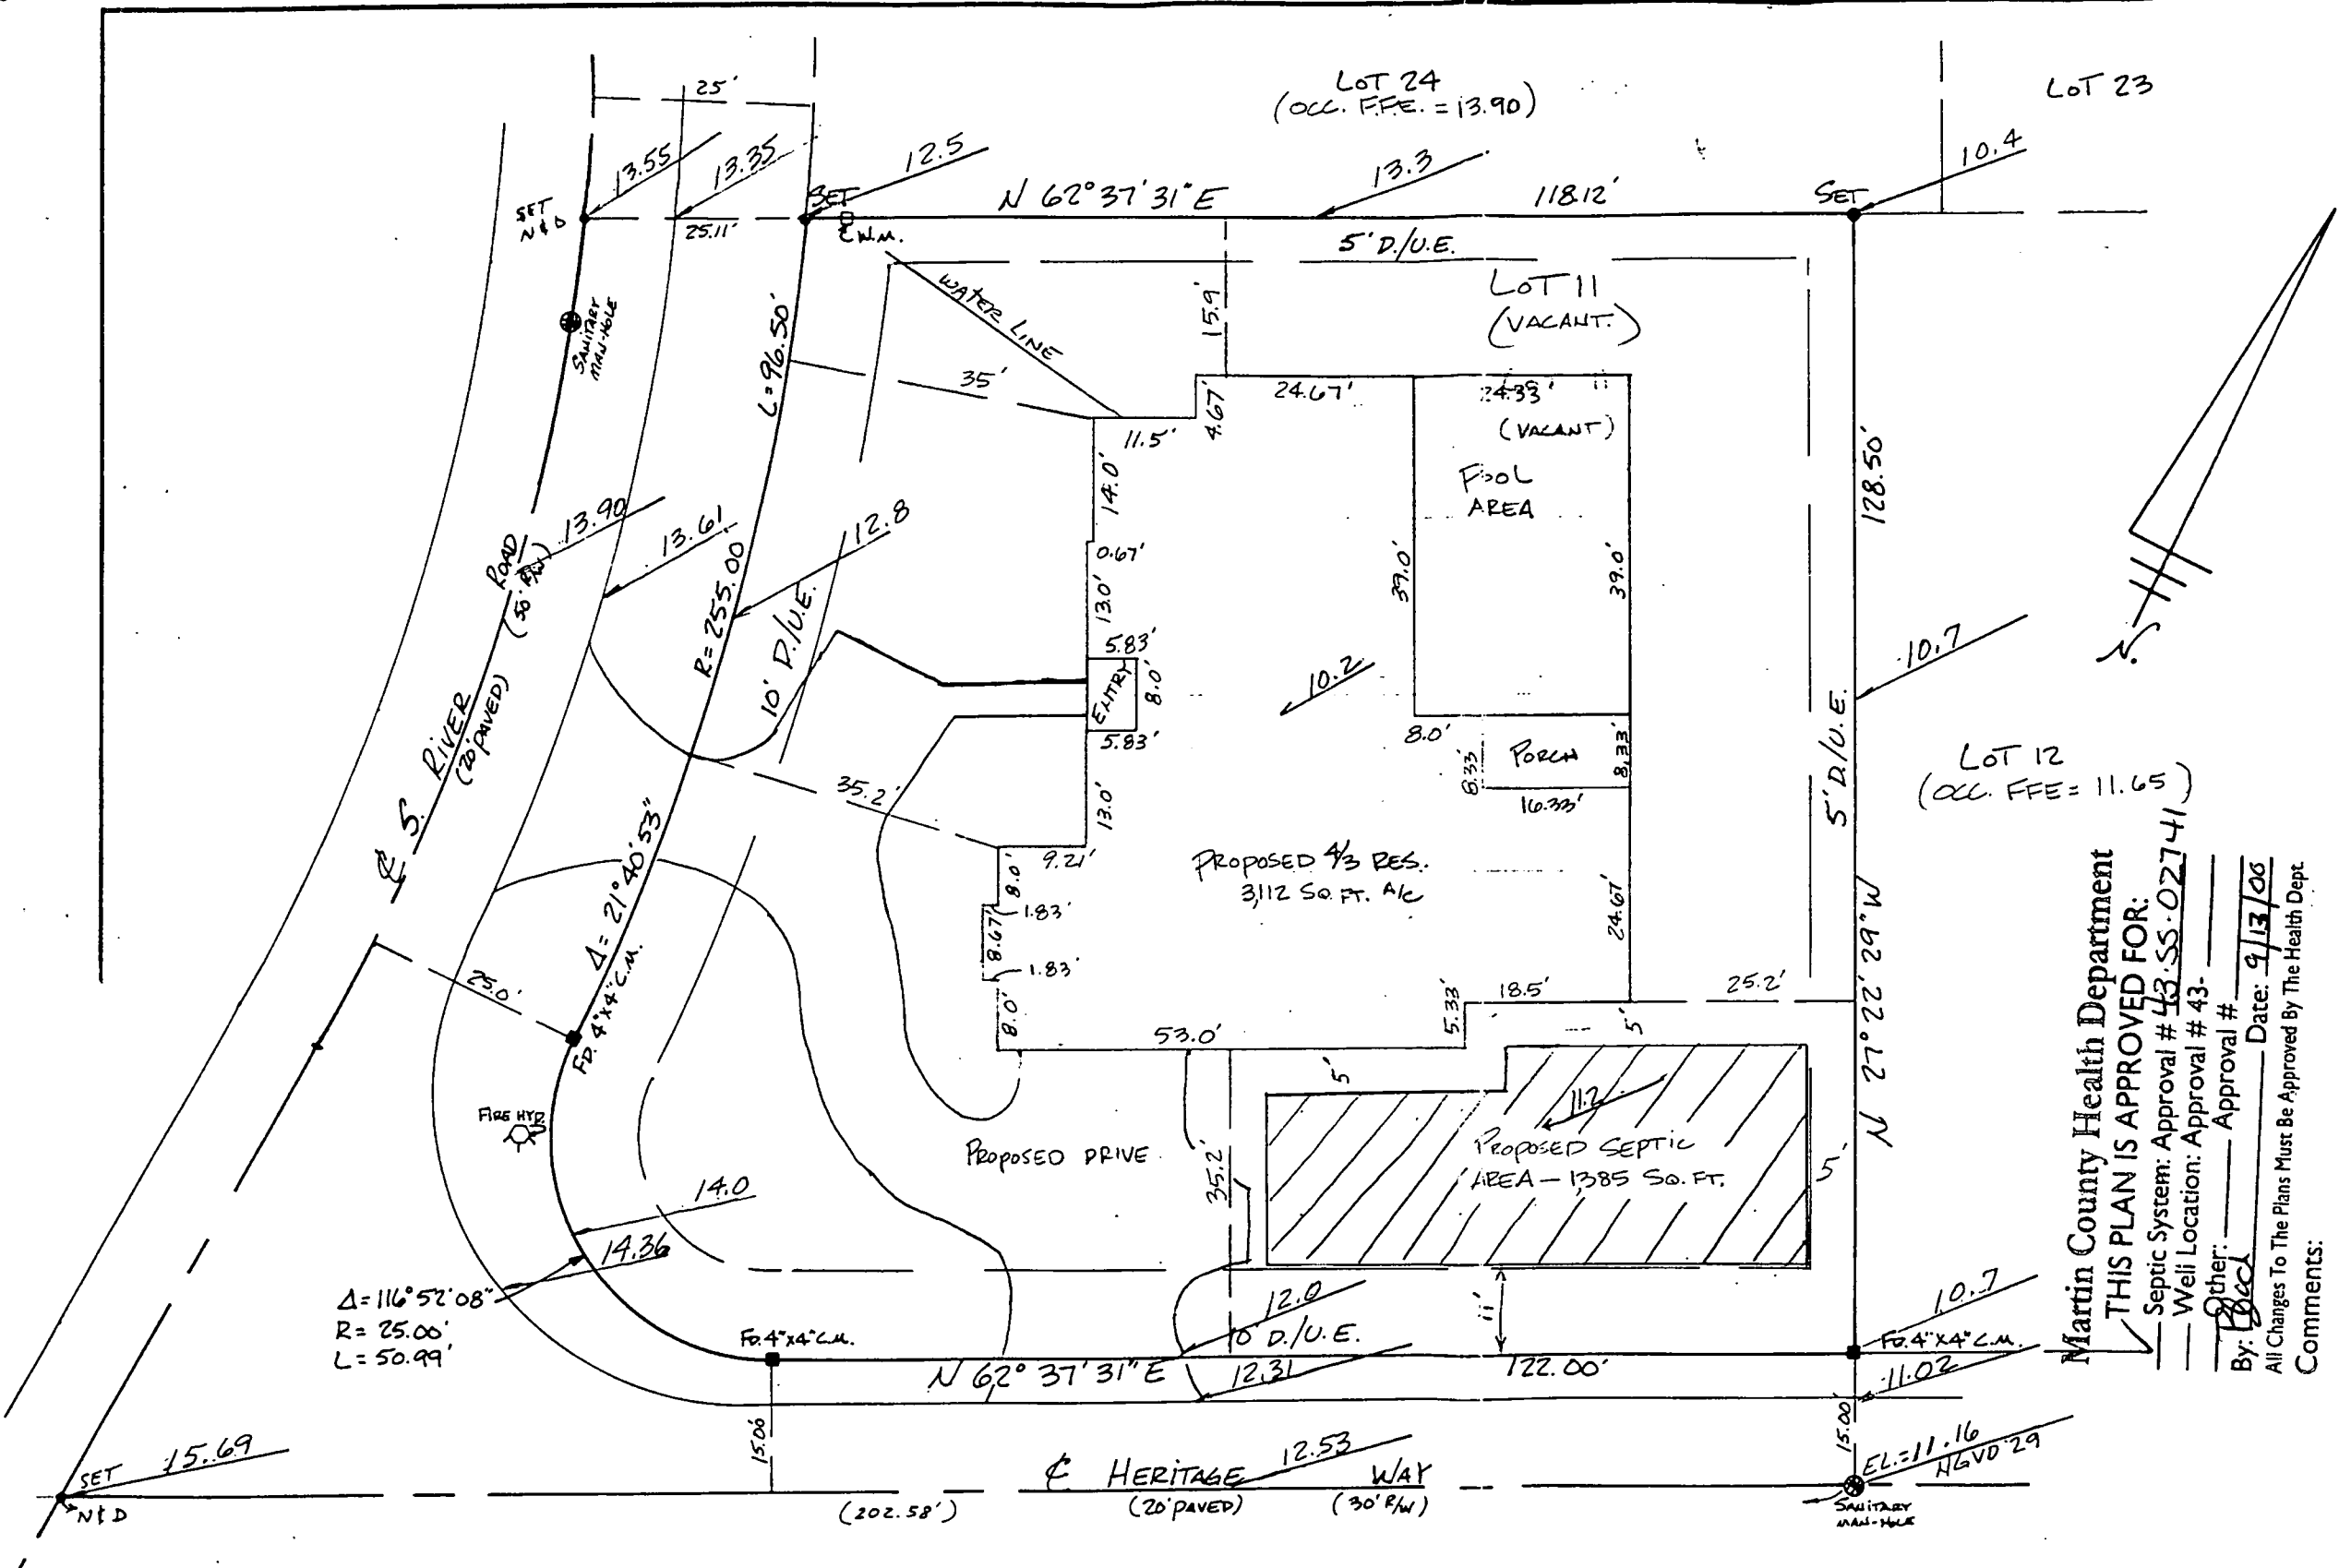 25'
LOT 24
(OCC. F.F.E. = 13.90)
LOT 23
13.55
13.35
12.5
13.3
10.4
SET
N&D
25.11'
SET
W.M.
N 62° 37' 31" E
118.12'
SET
5' D./U.E.
LOT 11
(VACANT.)
SANITARY
MAN-HOLE
L = 96.50'
WATER LINE
15.9'
35'
11.5'
4.67'
24.67'
24.33'
(VACANT)
POOL
AREA
14.0'
0.67'
13.0'
39.0'
39.0'
128.50'
N.
13.90
13.61
12.8
R = 255.00'
10' D./U.E.
5.83'
ENTRY
8.0'
5.83'
13.0'
10.2
8.0'
8.33'
PORCH
8.33'
16.33'
10.7
5' D./U.E.
LOT 12
(OCC. FFE = 11.65)
℄ S. RIVER ROAD
(20' PAVED)
(50' R/W)
35.2'
9.21'
8.0'
1.83'
8.67'
1.83'
8.0'
PROPOSED 4/3 RES.
3,112 SQ. FT. A/C
24.67'
Δ = 21° 40' 53"
25.0'
FD. 4"x4" C.M.
53.0'
5.33'
18.5'
25.2'
5'
5'
N 27° 22' 29" W
FIRE HYD.
PROPOSED DRIVE
35.2'
11.2
PROPOSED SEPTIC
AREA — 1,385 SQ. FT.
5'
14.0
14.36
Δ = 116° 52' 08"
R = 25.00'
L = 50.99'
FD. 4"x4" C.M.
12.0
10' D./U.E.
11'
10.7
FD. 4"x4" C.M.
11.02
N 62° 37' 31" E
12.31
122.00'
15.00'
15.00'
SET
N&D
15.69
(202.58')
℄ HERITAGE WAY
12.53
(20' PAVED)
(30' R/W)
EL.= 11.16
NGVD '29
SANITARY
MAN-HOLE
Martin County Health Department
THIS PLAN IS APPROVED FOR:
Septic System: Approval # 43-SS-02741
Well Location: Approval # 43-
Other: Approval #
By: Date: 9/13/00
All Changes To The Plans Must Be Approved By The Health Dept.
Comments: